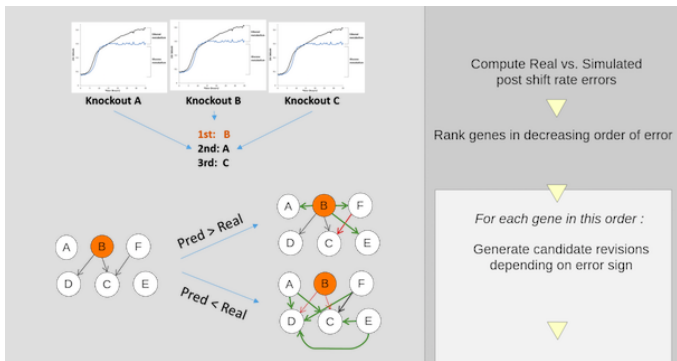 Knockout A
Knockout B
Knockout C
1st: B
2nd: A
3rd: C
A
B
F
D
C
E
Pred > Real
Pred < Real
A
B
F
D
C
E
A
B
F
D
C
E
Compute Real vs. Simulated
post shift rate errors
Rank genes in decreasing order of error
For each gene in this order :
Generate candidate revisions
depending on error sign